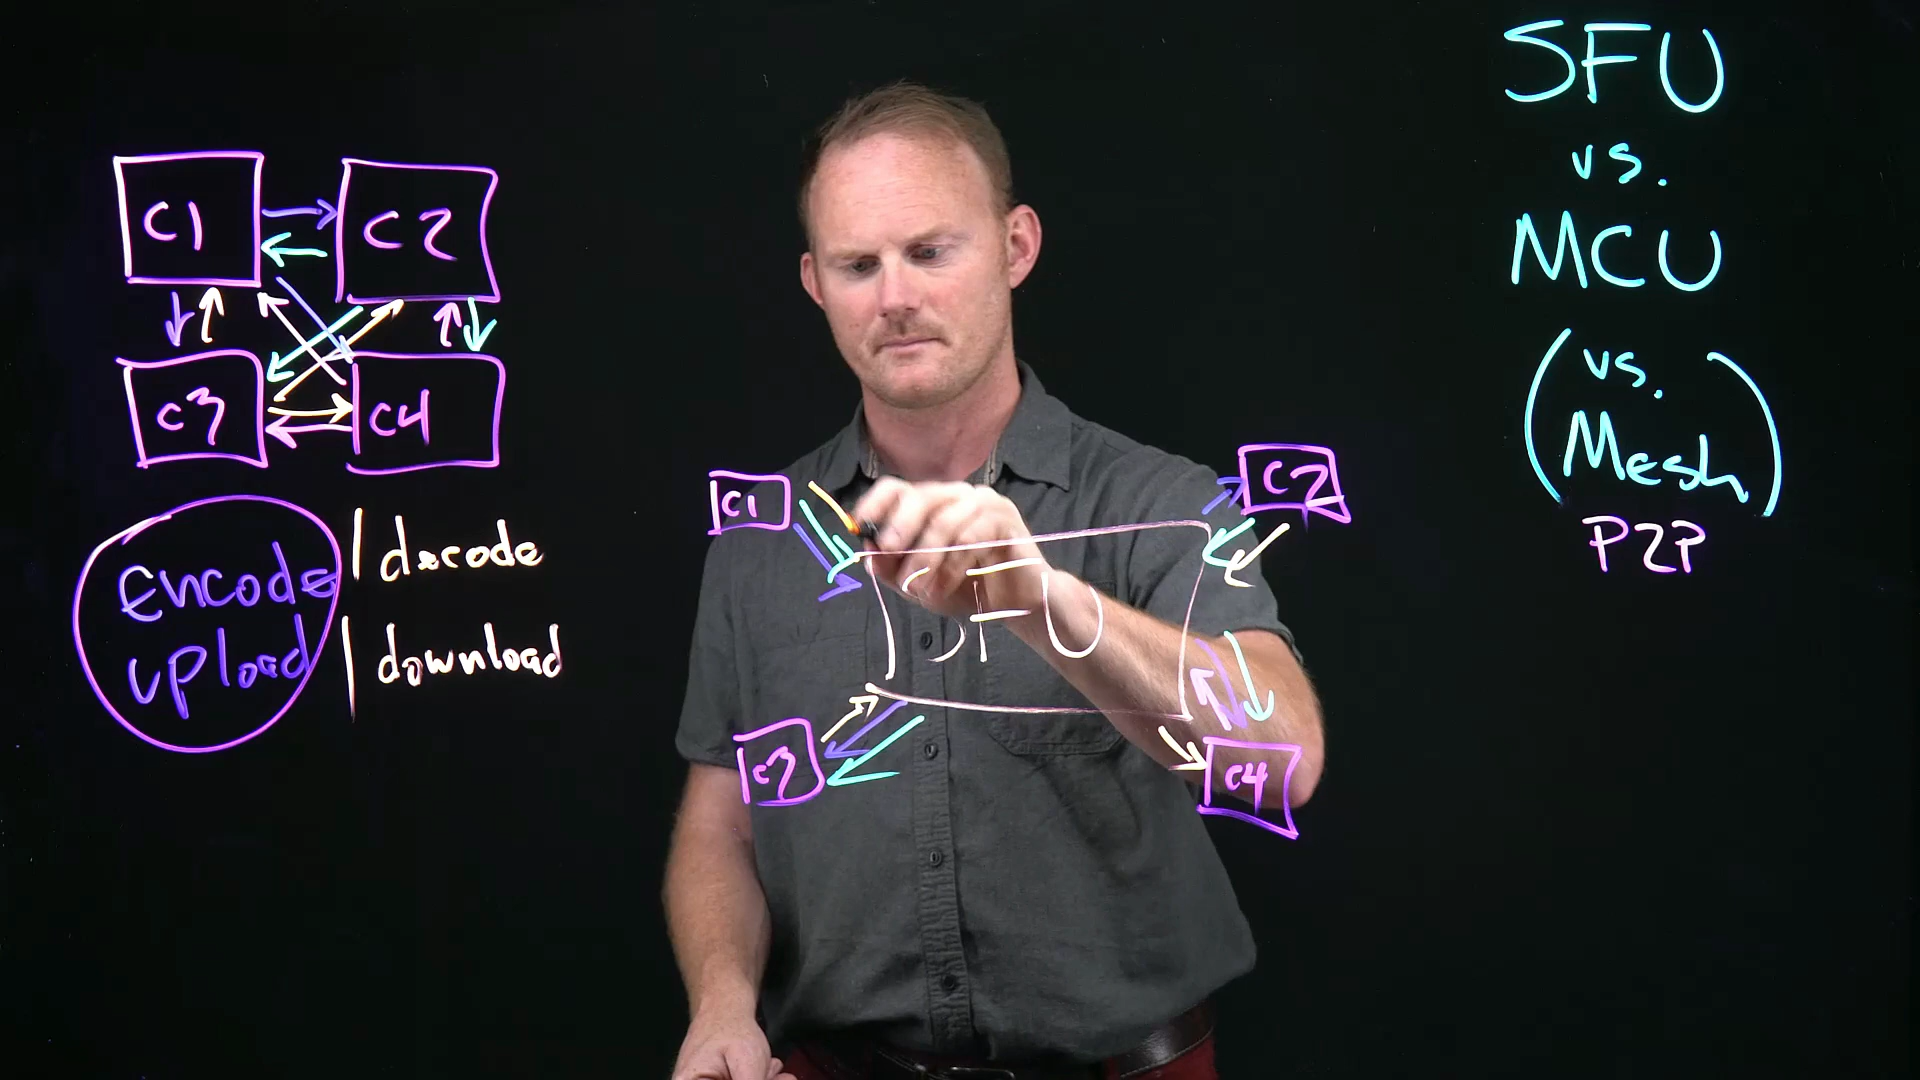 C1 C2
C3 C4
Encode / decode
upload / download
C1 C2
SFU
C3 C4
SFU
vs.
MCU
(vs.
Mesh)
P2P